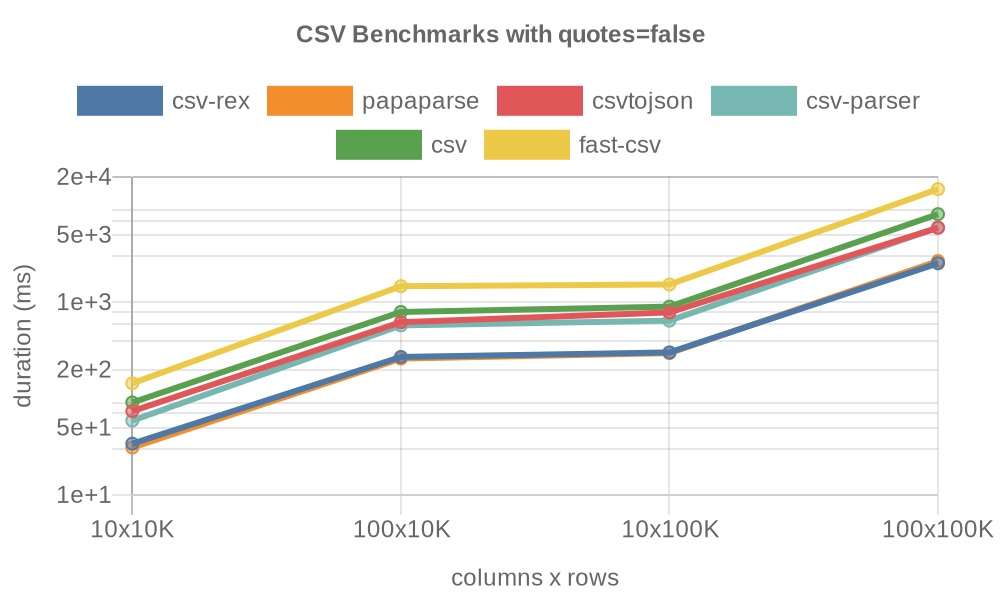 CSV Benchmarks with quotes=false
csv-rex papaparse csvtojson csv-parser
csv fast-csv
2e+4
5e+3
1e+3
2e+2
5e+1
1e+1
duration (ms)
10x10K 100x10K 10x100K 100x100K
columns x rows